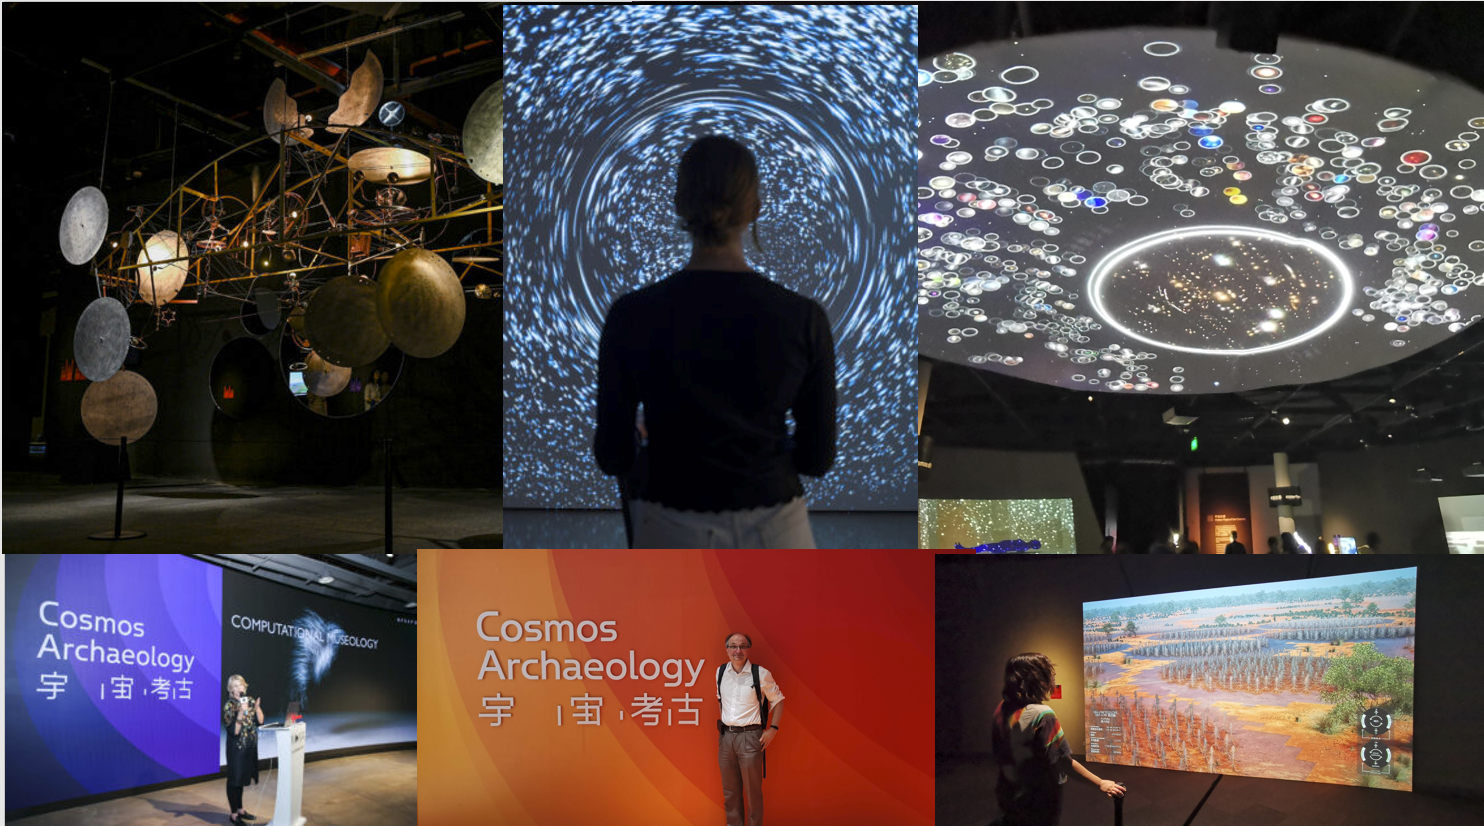 Cosmos
Archaeology
宇宙考古
COMPUTATIONAL MUSEOLOGY
Cosmos
Archaeology
宇宙考古